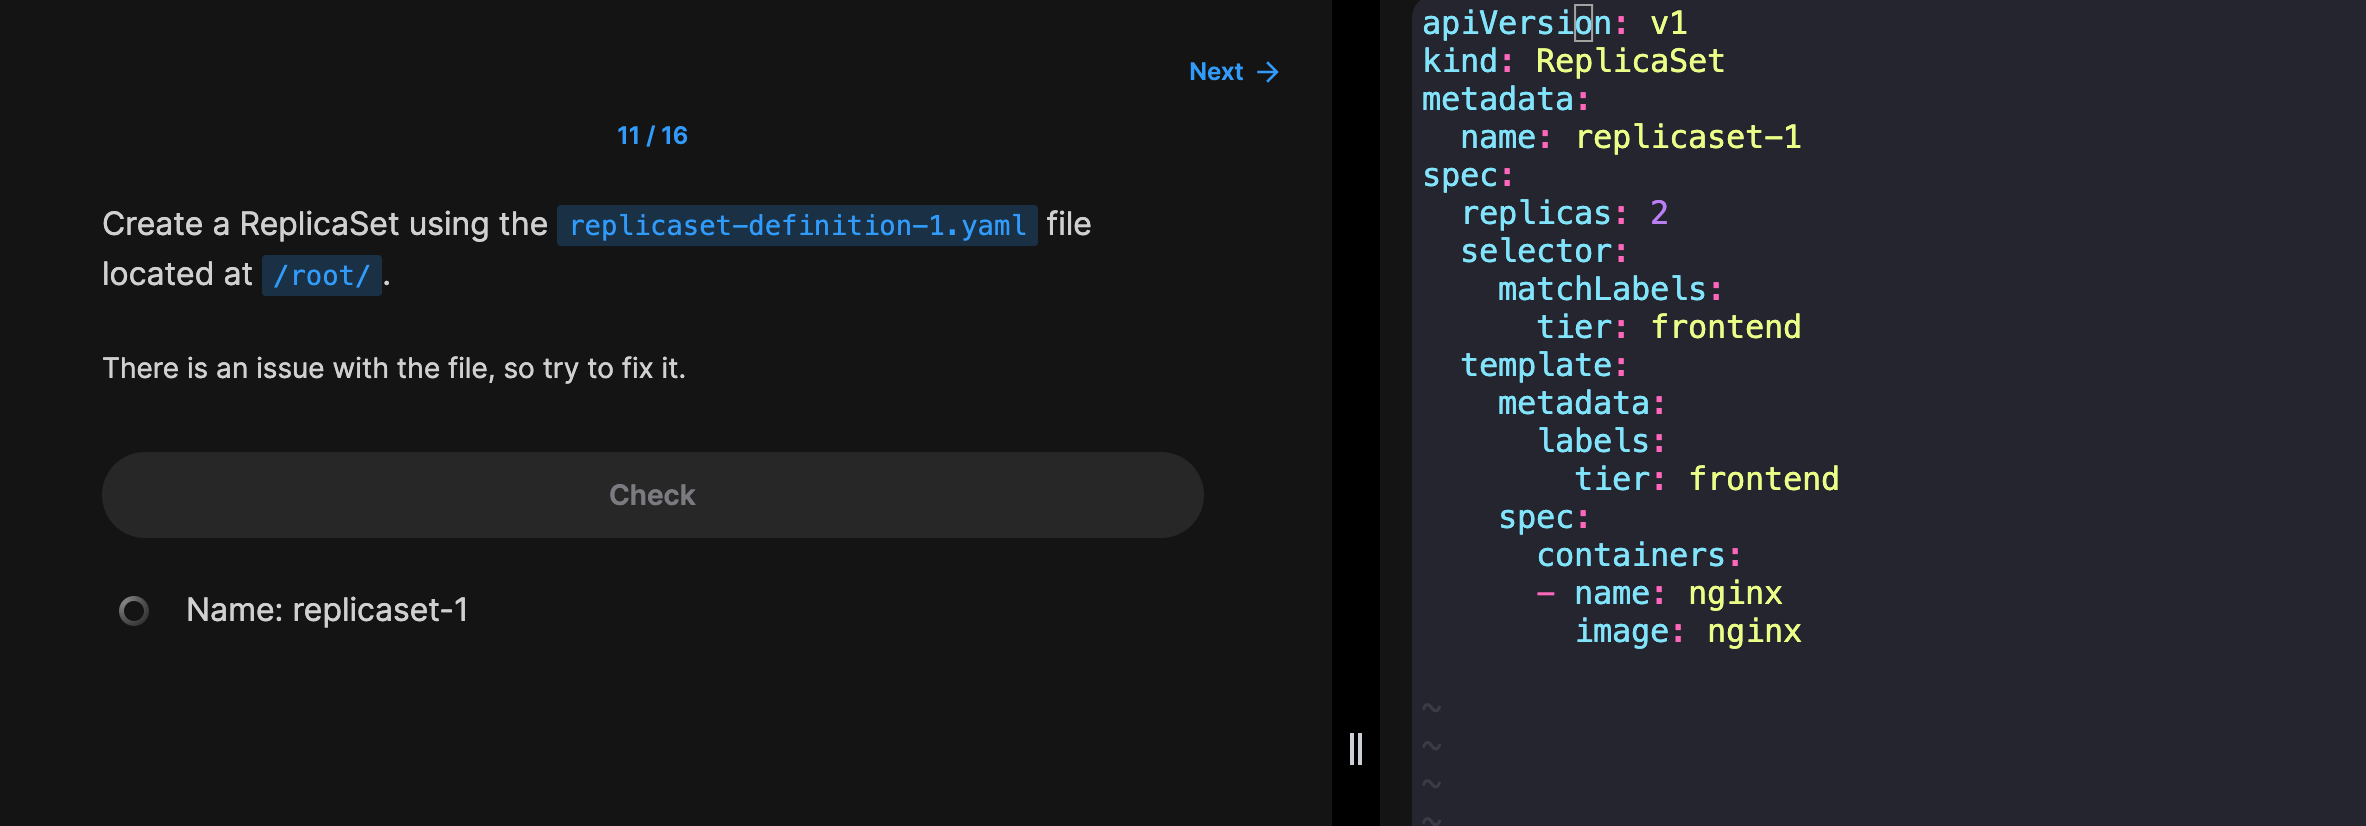 Next →
11 / 16
Create a ReplicaSet using the replicaset-definition-1.yaml file
located at /root/.
There is an issue with the file, so try to fix it.
Check
Name: replicaset-1
apiVersion: v1
kind: ReplicaSet
metadata:
  name: replicaset-1
spec:
  replicas: 2
  selector:
    matchLabels:
      tier: frontend
  template:
    metadata:
      labels:
        tier: frontend
    spec:
      containers:
      - name: nginx
        image: nginx
~
~
~
~